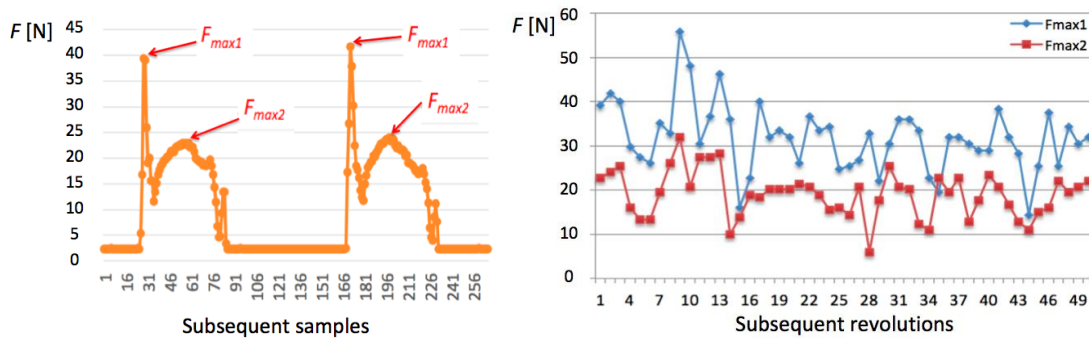 F [N]
45
40
35
30
25
20
15
10
5
0
Fmax1
Fmax2
Fmax1
Fmax2
1 16 31 46 61 76 91 106 121 136 151 166 181 196 211 226 241 256
Subsequent samples
F [N]
60
50
40
30
20
10
0
Fmax1
Fmax2
1 4 7 10 13 16 19 22 25 28 31 34 37 40 43 46 49
Subsequent revolutions